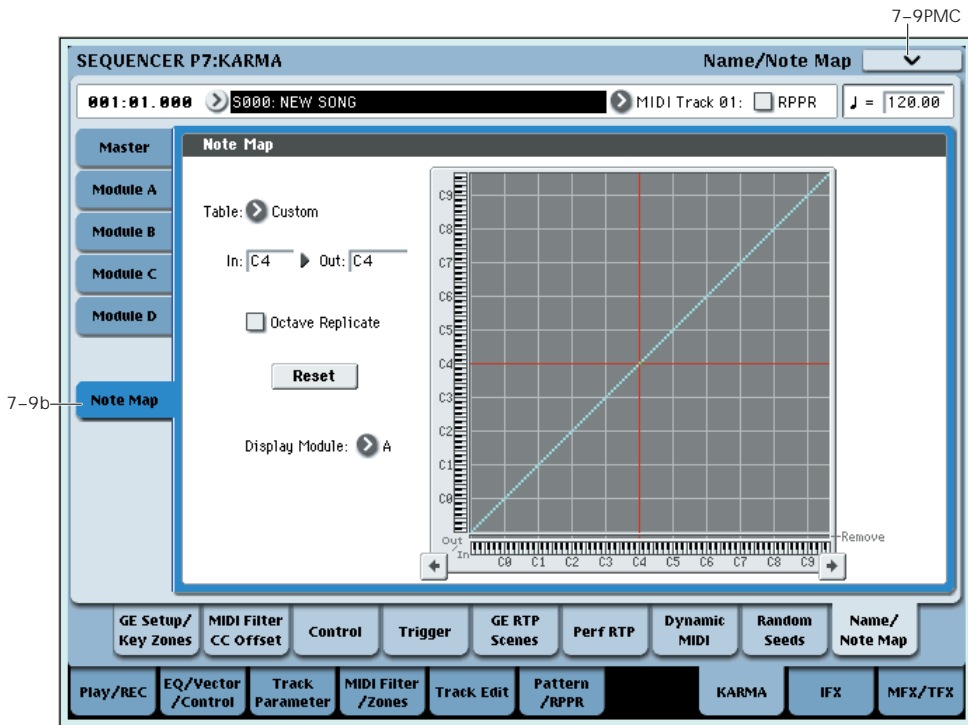 7-9PMC
SEQUENCER P7:KARMA
Name/Note Map
001:01.000
S000: NEW SONG
MIDI Track 01:
RPPR
♩ = 120.00
Master
Module A
Module B
Module C
Module D
7-9b
Note Map
Note Map
Table: Custom
In: C4
Out: C4
Octave Replicate
Reset
Display Module: A
C9
C8
C7
C6
C5
C4
C3
C2
C1
C0
Out
/In
C0 C1 C2 C3 C4 C5 C6 C7 C8 C9
Remove
GE Setup/
Key Zones
MIDI Filter
CC Offset
Control
Trigger
GE RTP
Scenes
Perf RTP
Dynamic
MIDI
Random
Seeds
Name/
Note Map
Play/REC
EQ/Vector
/Control
Track
Parameter
MIDI Filter
/Zones
Track Edit
Pattern
/RPPR
KARMA
IFX
MFX/TFX